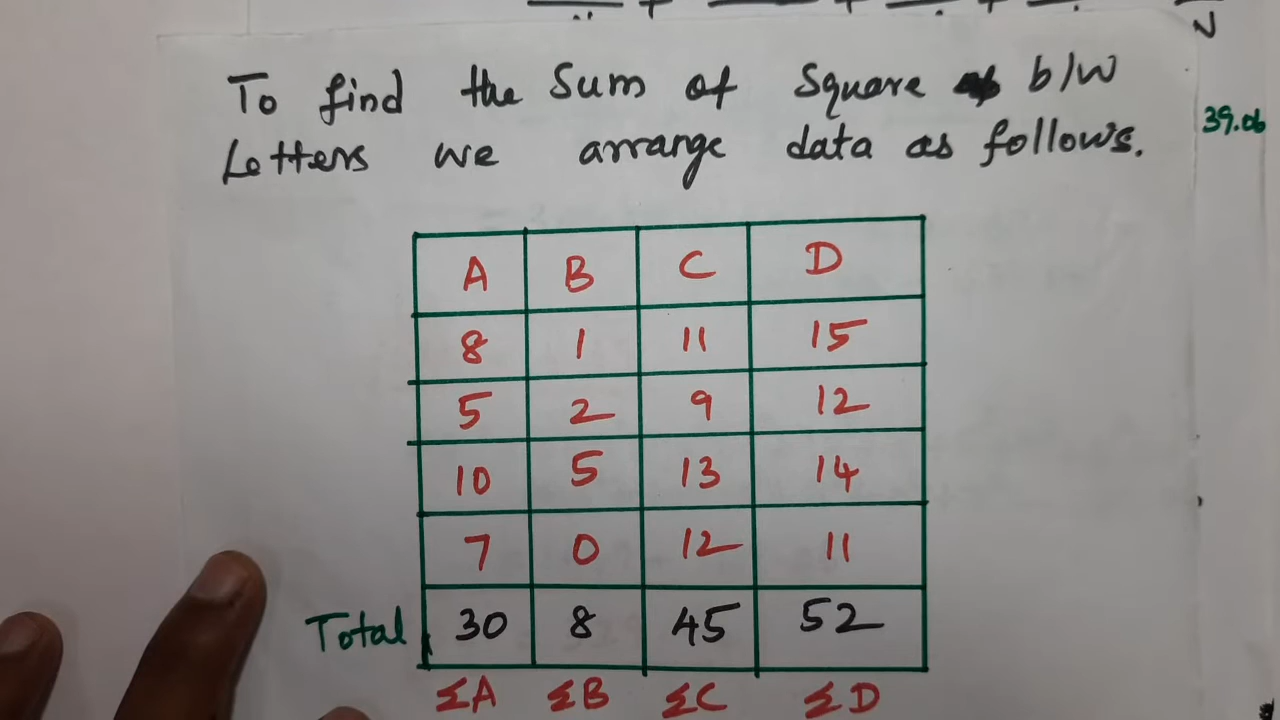 N
To find the Sum of Square b/w
39.06
Letters we arrange data as follows.
A B C D
8 1 11 15
5 2 9 12
10 5 13 14
7 0 12 11
Total 30 8 45 52
ΣA ΣB ΣC ΣD